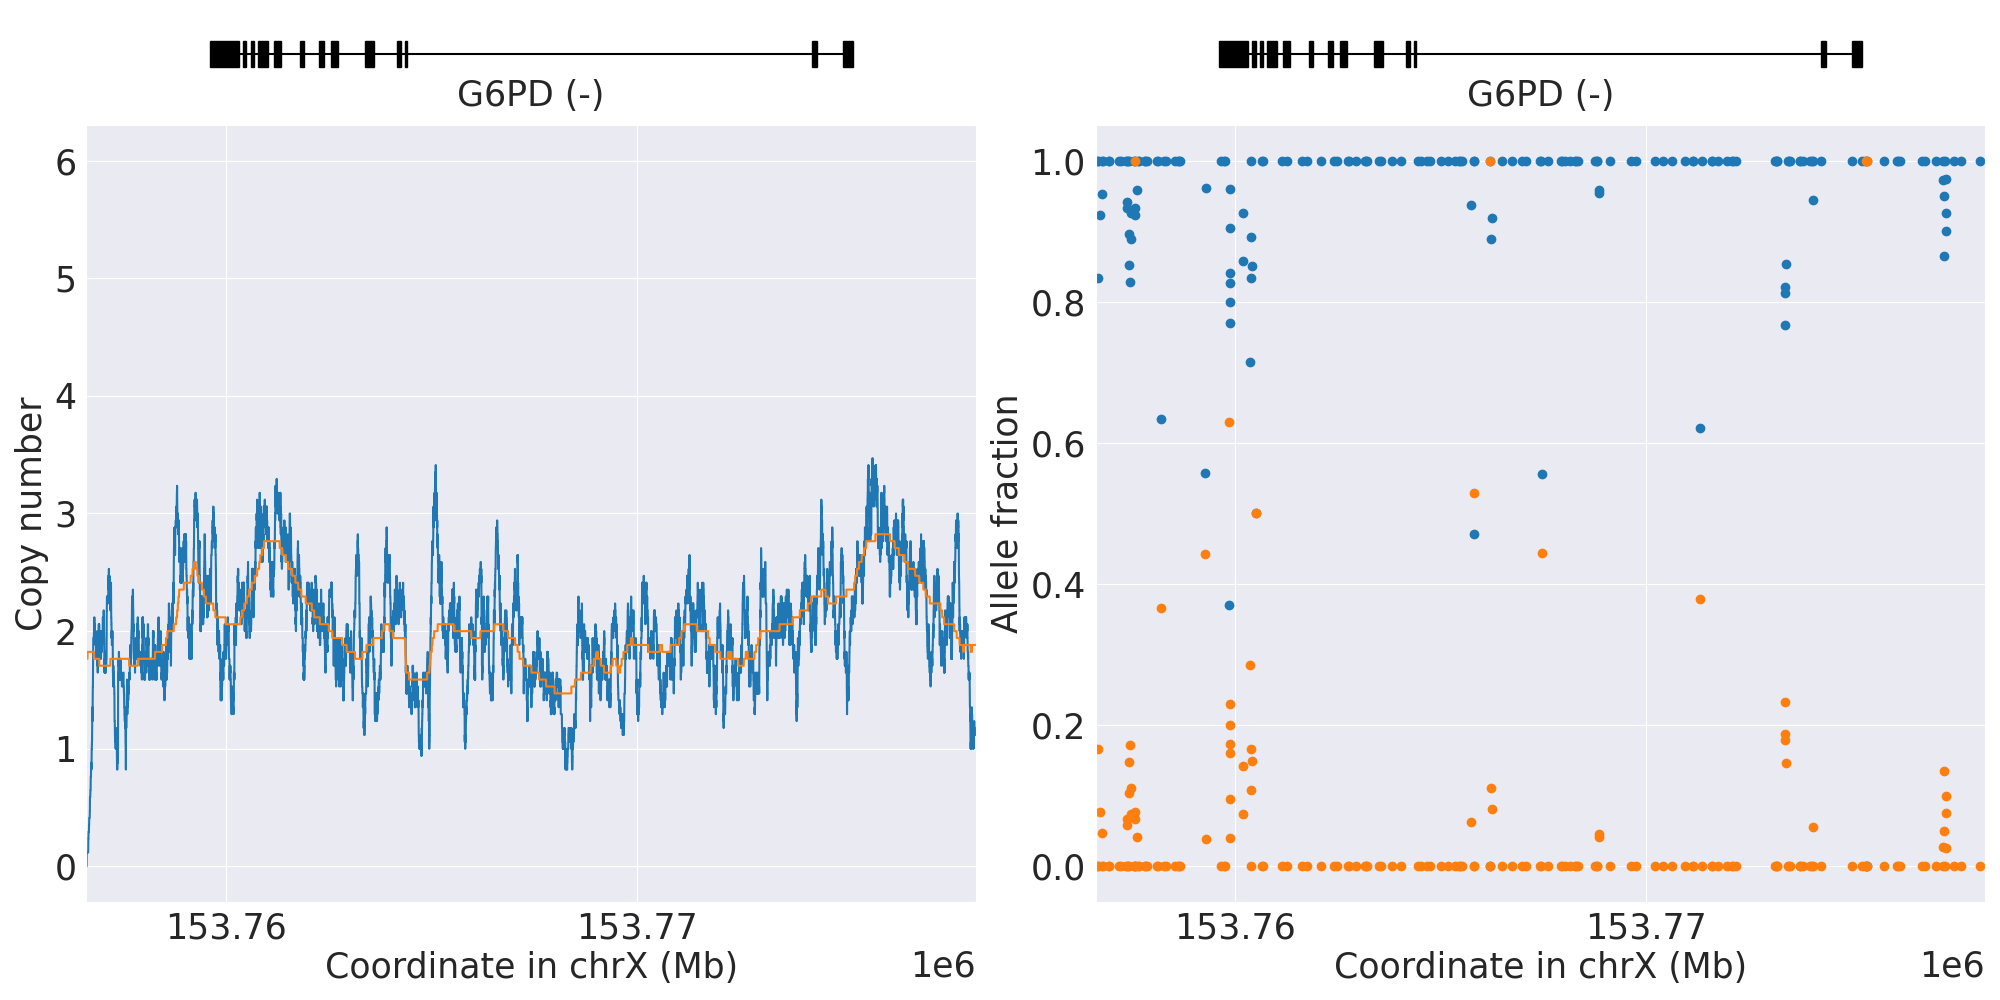 G6PD (-)
6
5
4
3
2
1
0
Copy number
153.76
153.77
Coordinate in chrX (Mb)
1e6
G6PD (-)
1.0
0.8
0.6
0.4
0.2
0.0
Allele fraction
153.76
153.77
Coordinate in chrX (Mb)
1e6